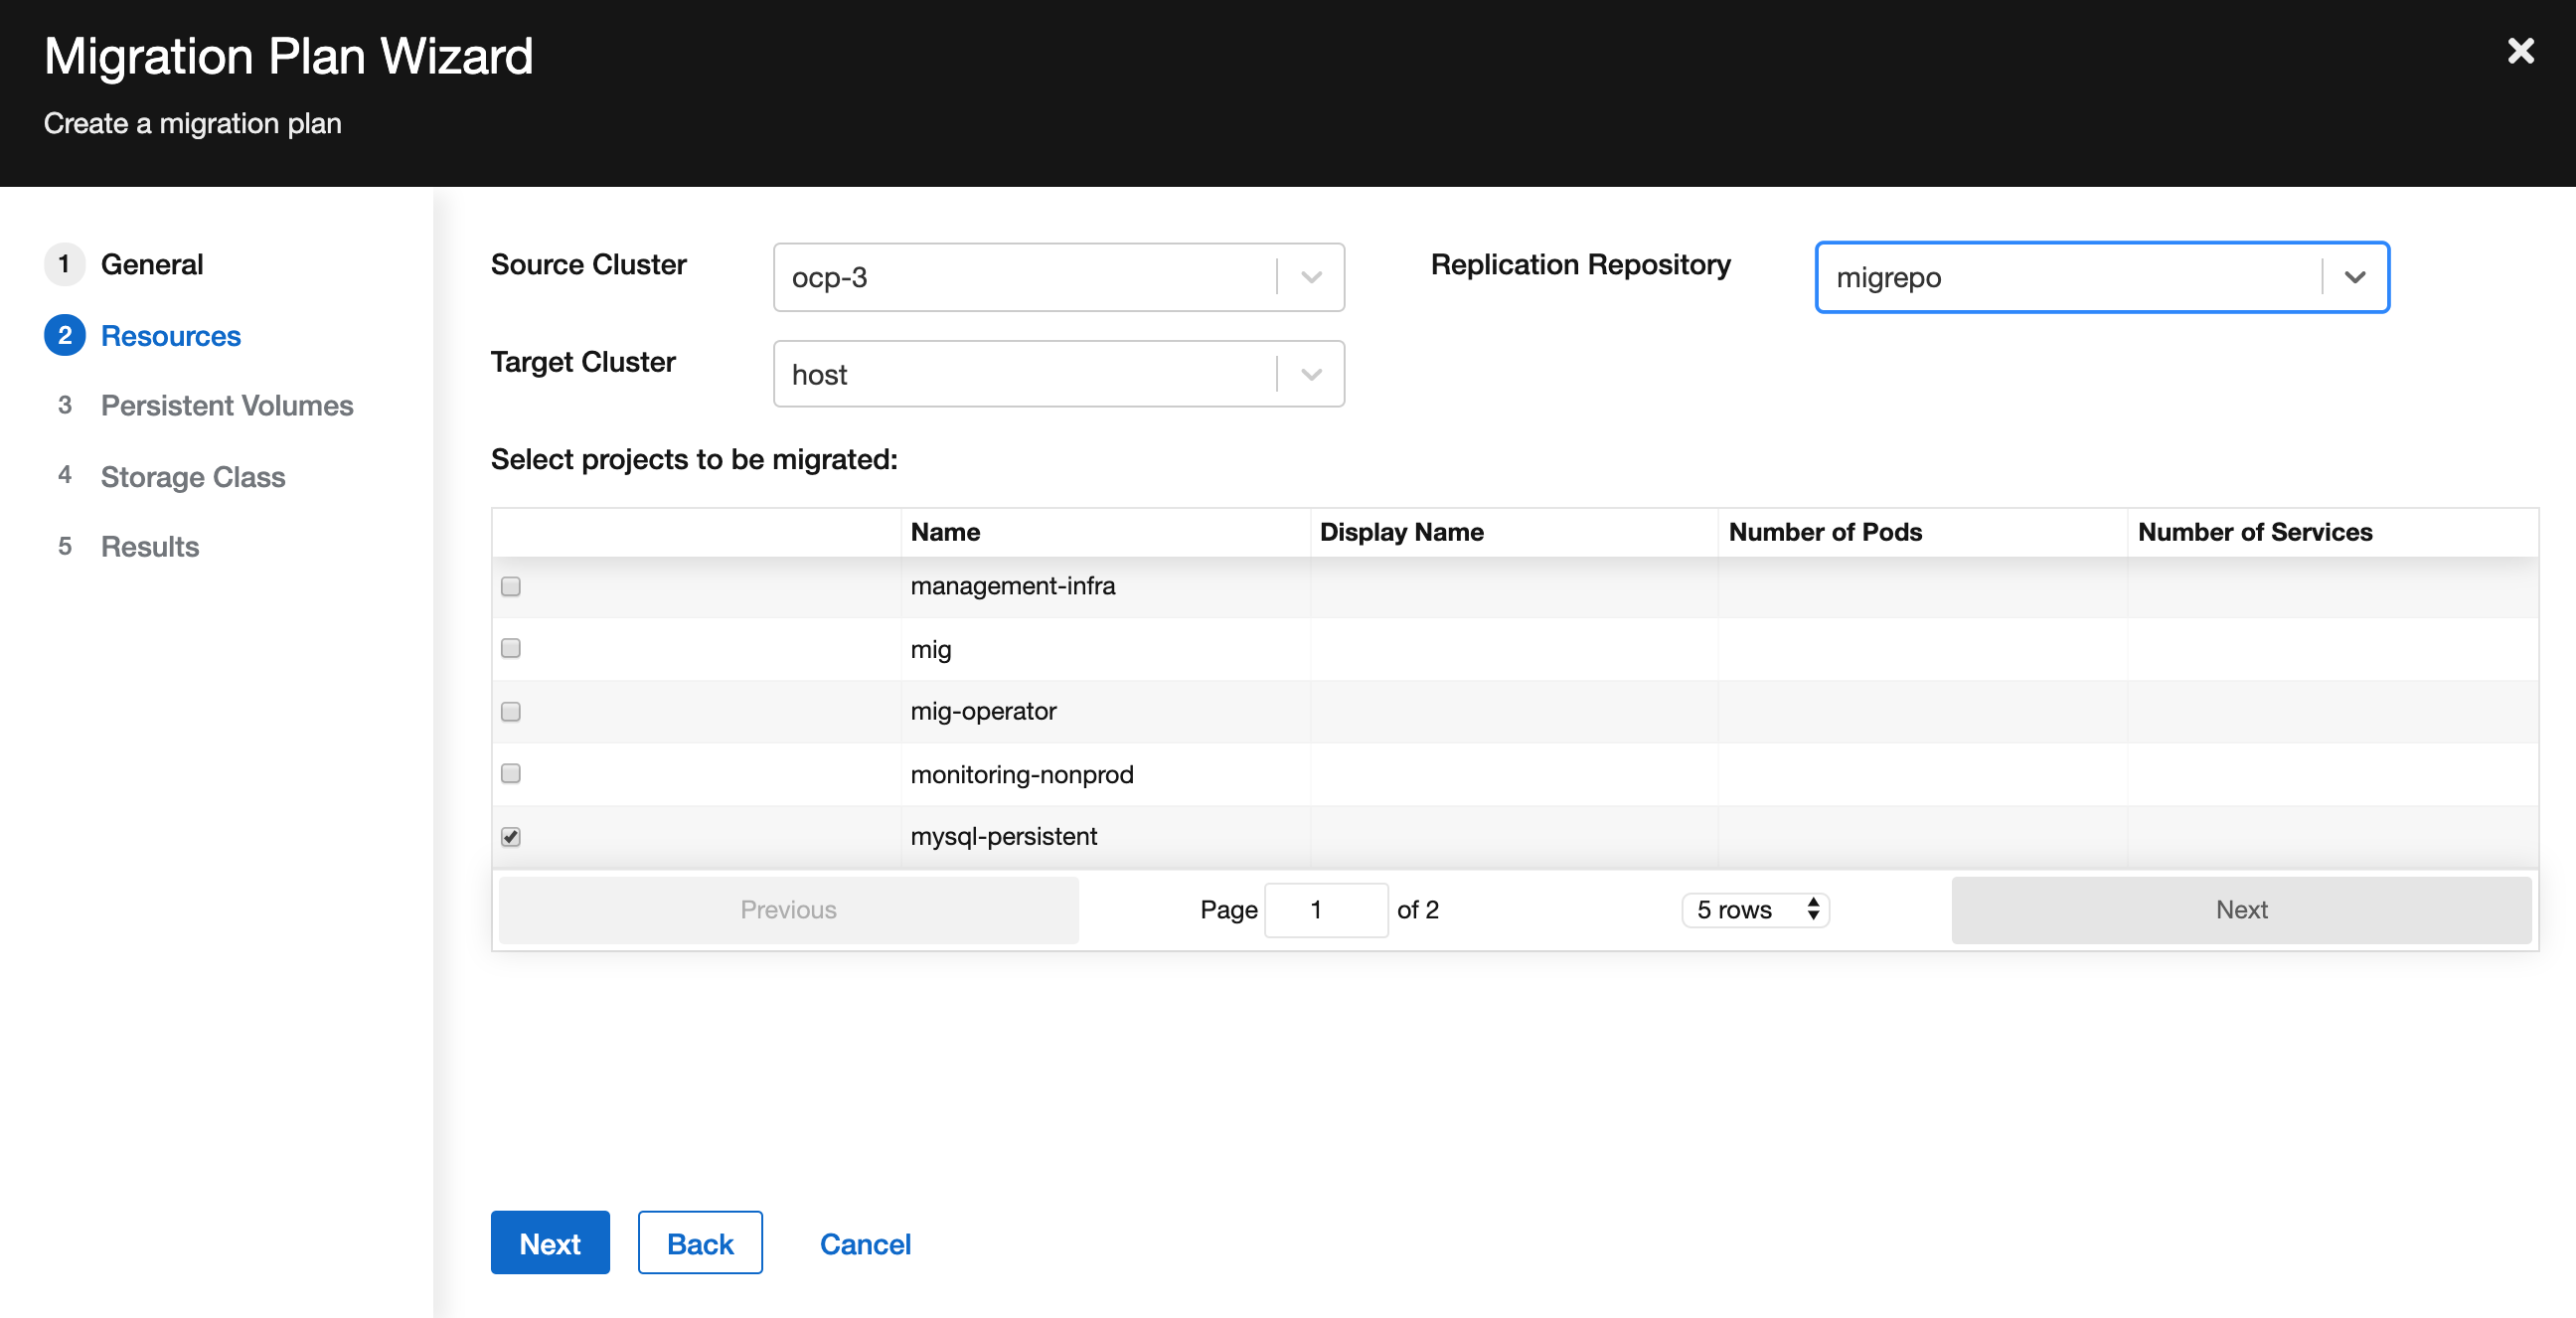 Migration Plan Wizard
Create a migration plan
1 General
2 Resources
3 Persistent Volumes
4 Storage Class
5 Results
Source Cluster ocp-3 Replication Repository migrepo
Target Cluster host
Select projects to be migrated:
Name Display Name Number of Pods Number of Services
management-infra
mig
mig-operator
monitoring-nonprod
mysql-persistent
Previous Page 1 of 2 5 rows Next
Next Back Cancel